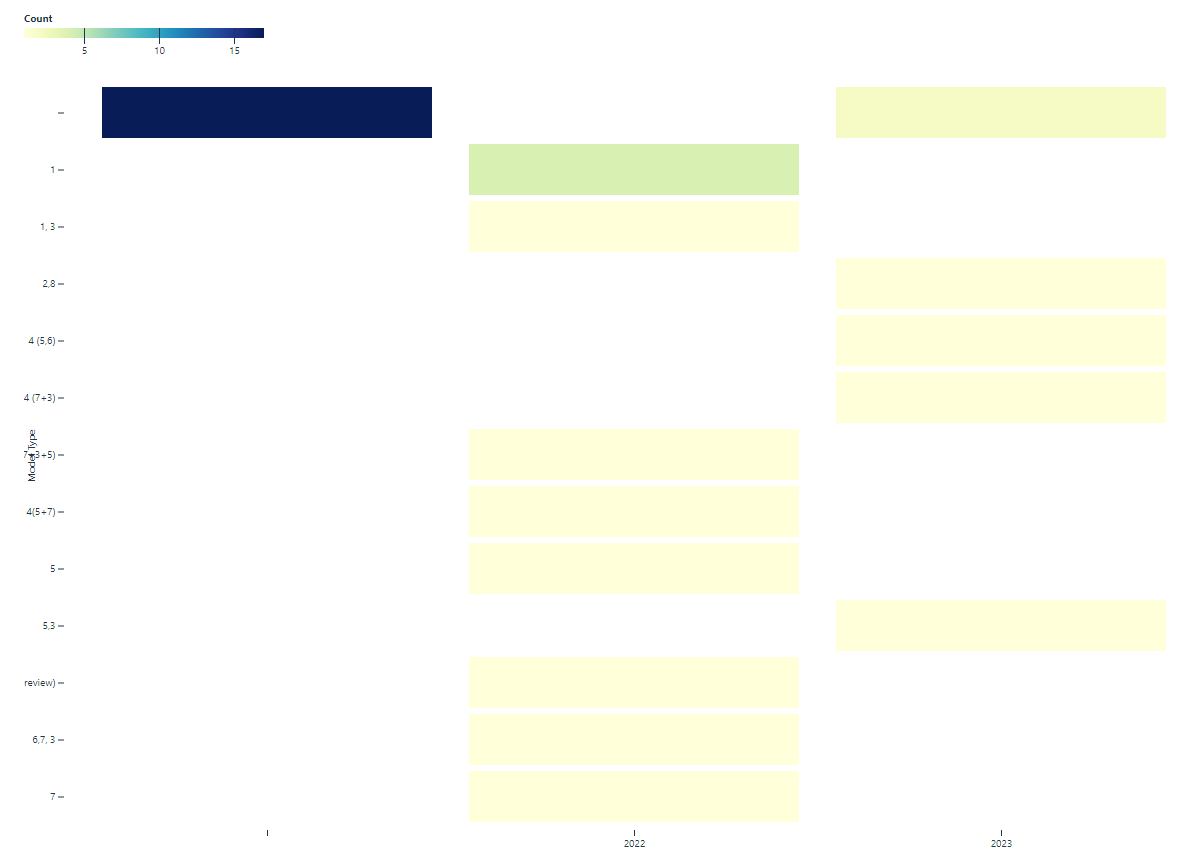 Count
5 10 15
1
1, 3
2,8
4 (5,6)
4 (7+3)
Model Type
4(5+7)
5
5,3
review)
6,7, 3
7
2022 2023